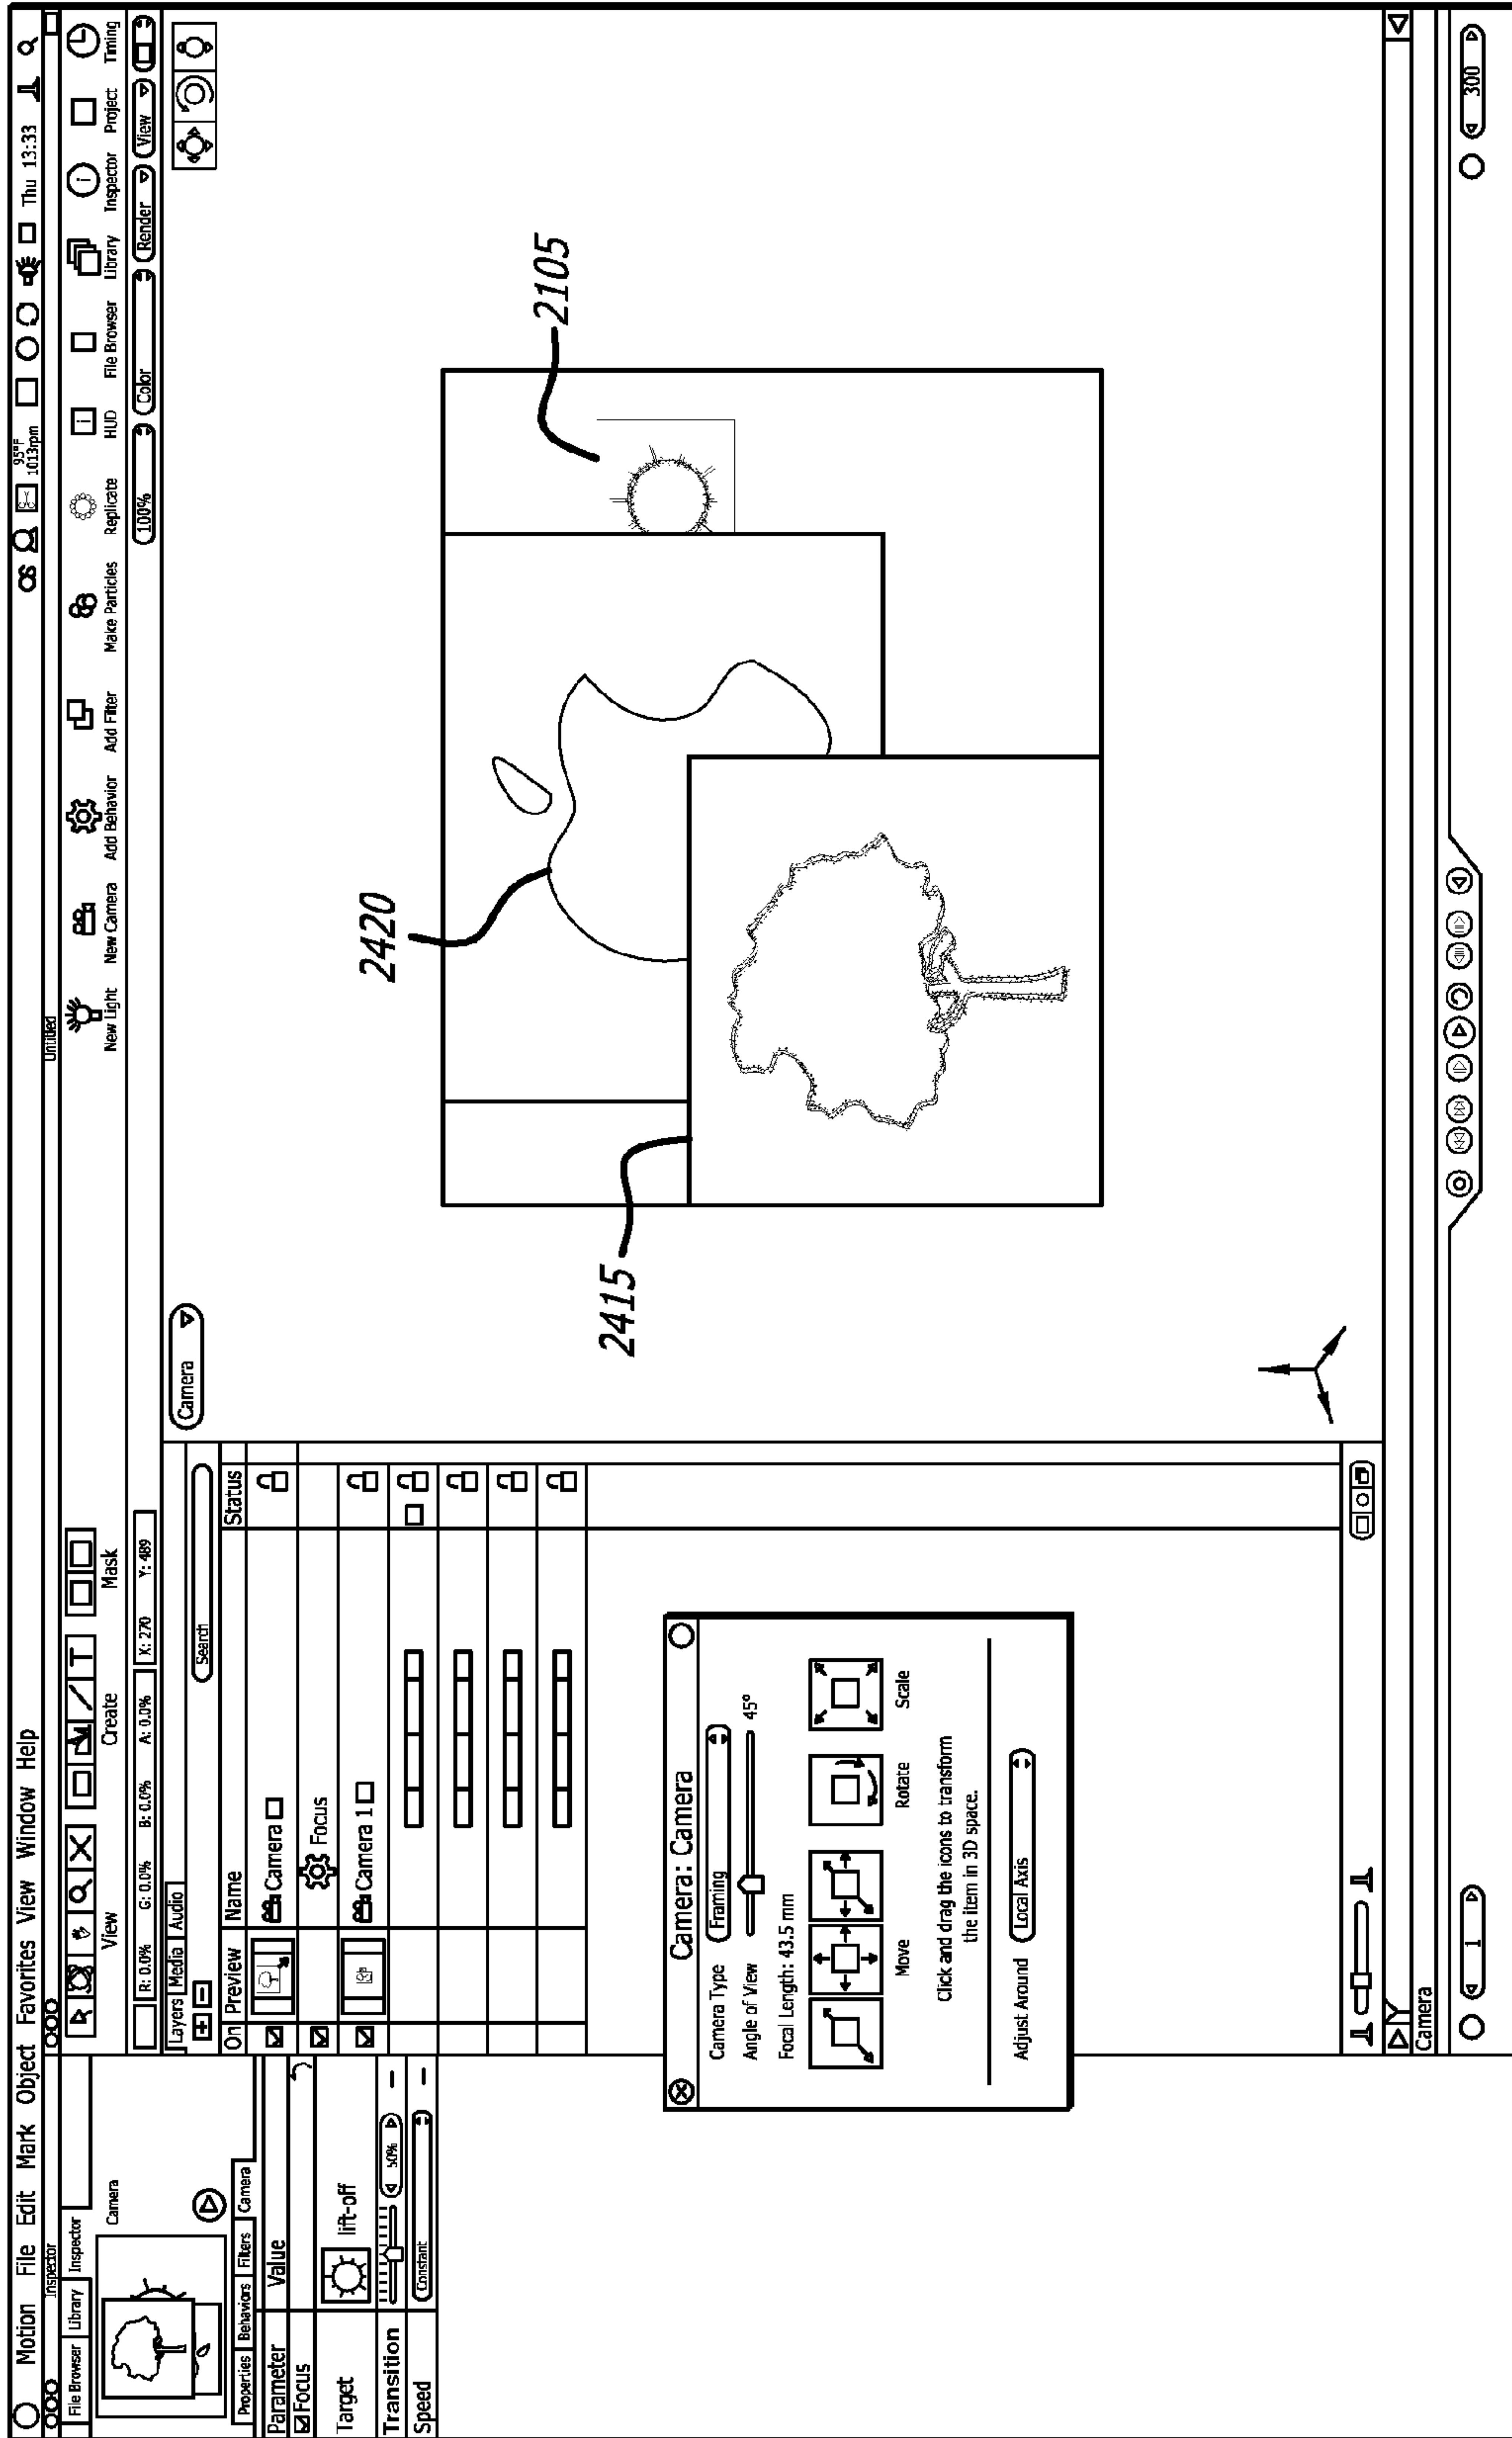 Motion File Edit Mark Object Favorites View Window Help
95°F
1013rpm
Thu 13:33
Inspector
Untitled
File Browser Library Inspector
Camera
View Create Mask
New Light New Camera Add Behavior Add Filter Make Particles Replicate HUD File Browser Library Inspector Project Timing
R: 0.0% G: 0.0% B: 0.0% A: 0.0% X: 270 Y: 489
100% Color Render View
Layers Media Audio
Search
Camera
Properties Behaviors Filters Camera
Parameter Value
Focus
Target lift-off
Transition 50%
Speed Constant
On Preview Name Status
Camera
Focus
Camera 1
Camera: Camera
Camera Type Framing
Angle of View 45°
Focal Length: 43.5 mm
Move Rotate Scale
Click and drag the icons to transform
the item in 3D space.
Adjust Around Local Axis
2420
2105
2415
Camera
1
300